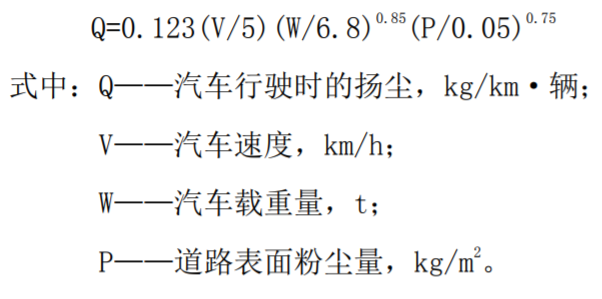 Q=0.123(V/5)(W/6.8)^0.85(P/0.05)^0.75
式中：Q——汽车行驶时的扬尘，kg/km·辆；
V——汽车速度，km/h；
W——汽车载重量，t；
P——道路表面粉尘量，kg/m²。